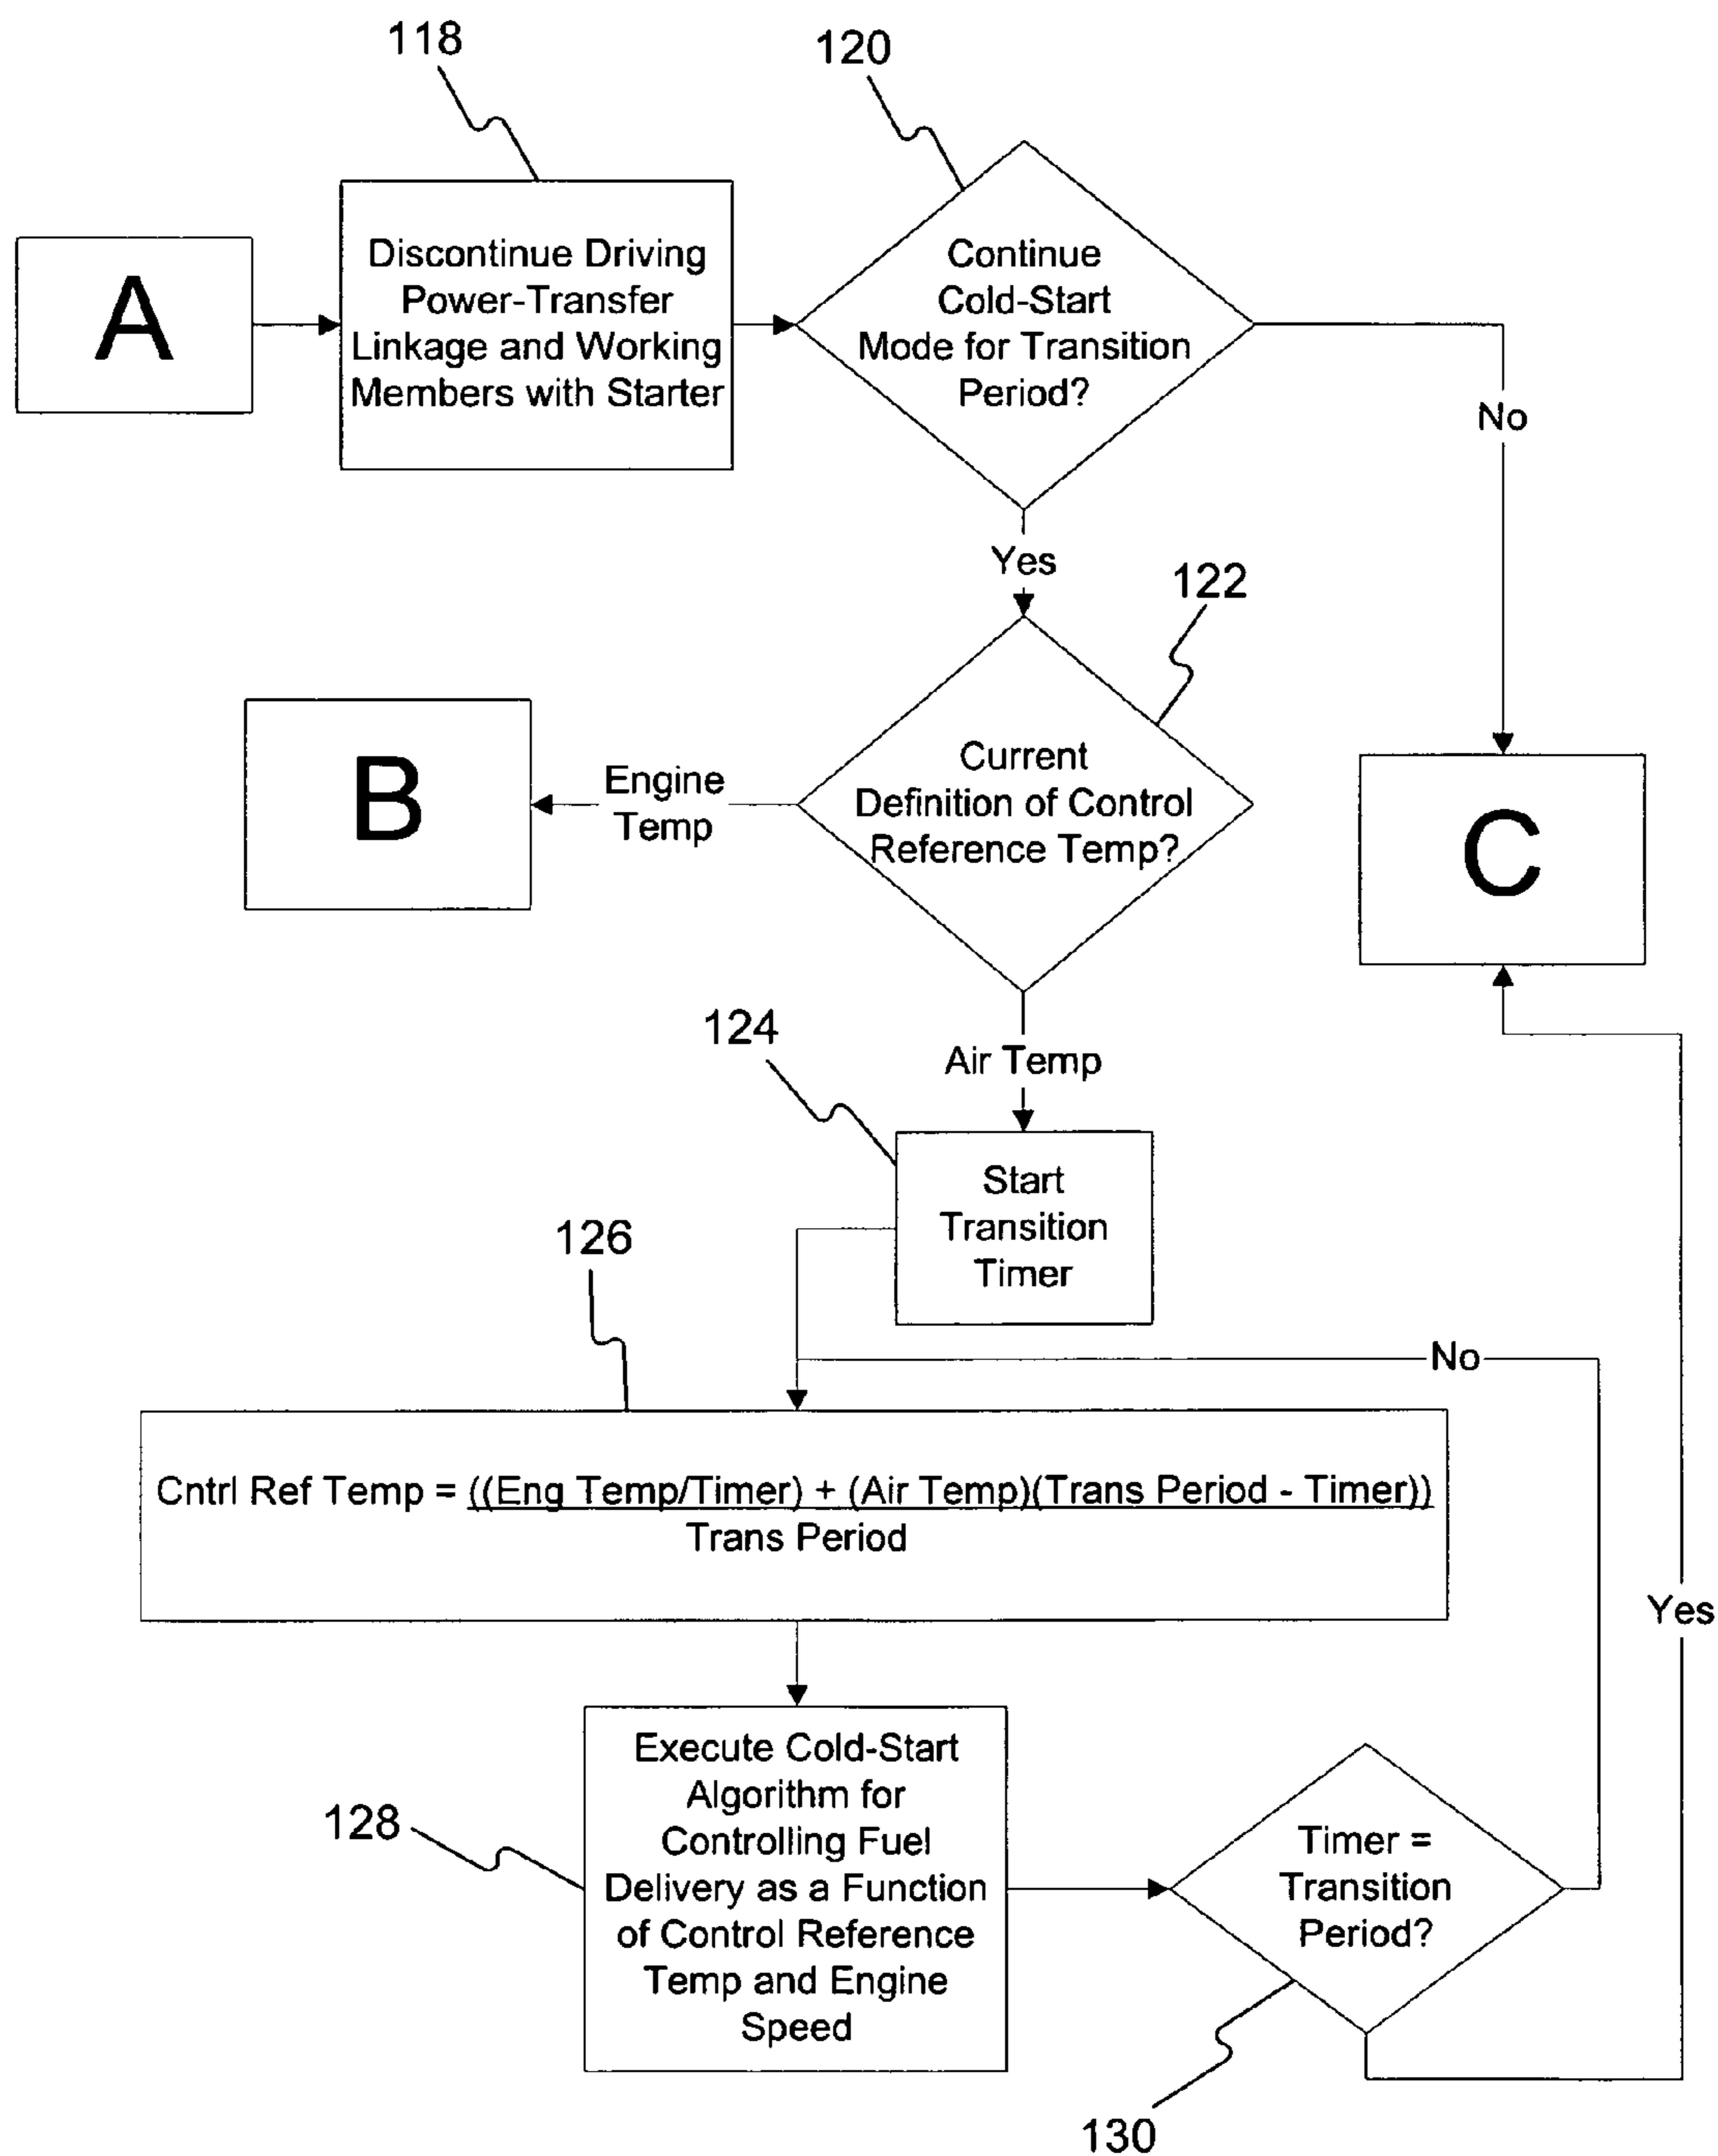 118
120
A
Discontinue Driving
Power-Transfer
Linkage and Working
Members with Starter
Continue
Cold-Start
Mode for Transition
Period?
No
Yes
122
B
Engine
Temp
Current
Definition of Control
Reference Temp?
C
124
Air Temp
Start
Transition
Timer
126
No
Cntrl Ref Temp = ((Eng Temp/Timer) + (Air Temp)(Trans Period - Timer))
Trans Period
Yes
128
Execute Cold-Start
Algorithm for
Controlling Fuel
Delivery as a Function
of Control Reference
Temp and Engine
Speed
Timer =
Transition
Period?
130